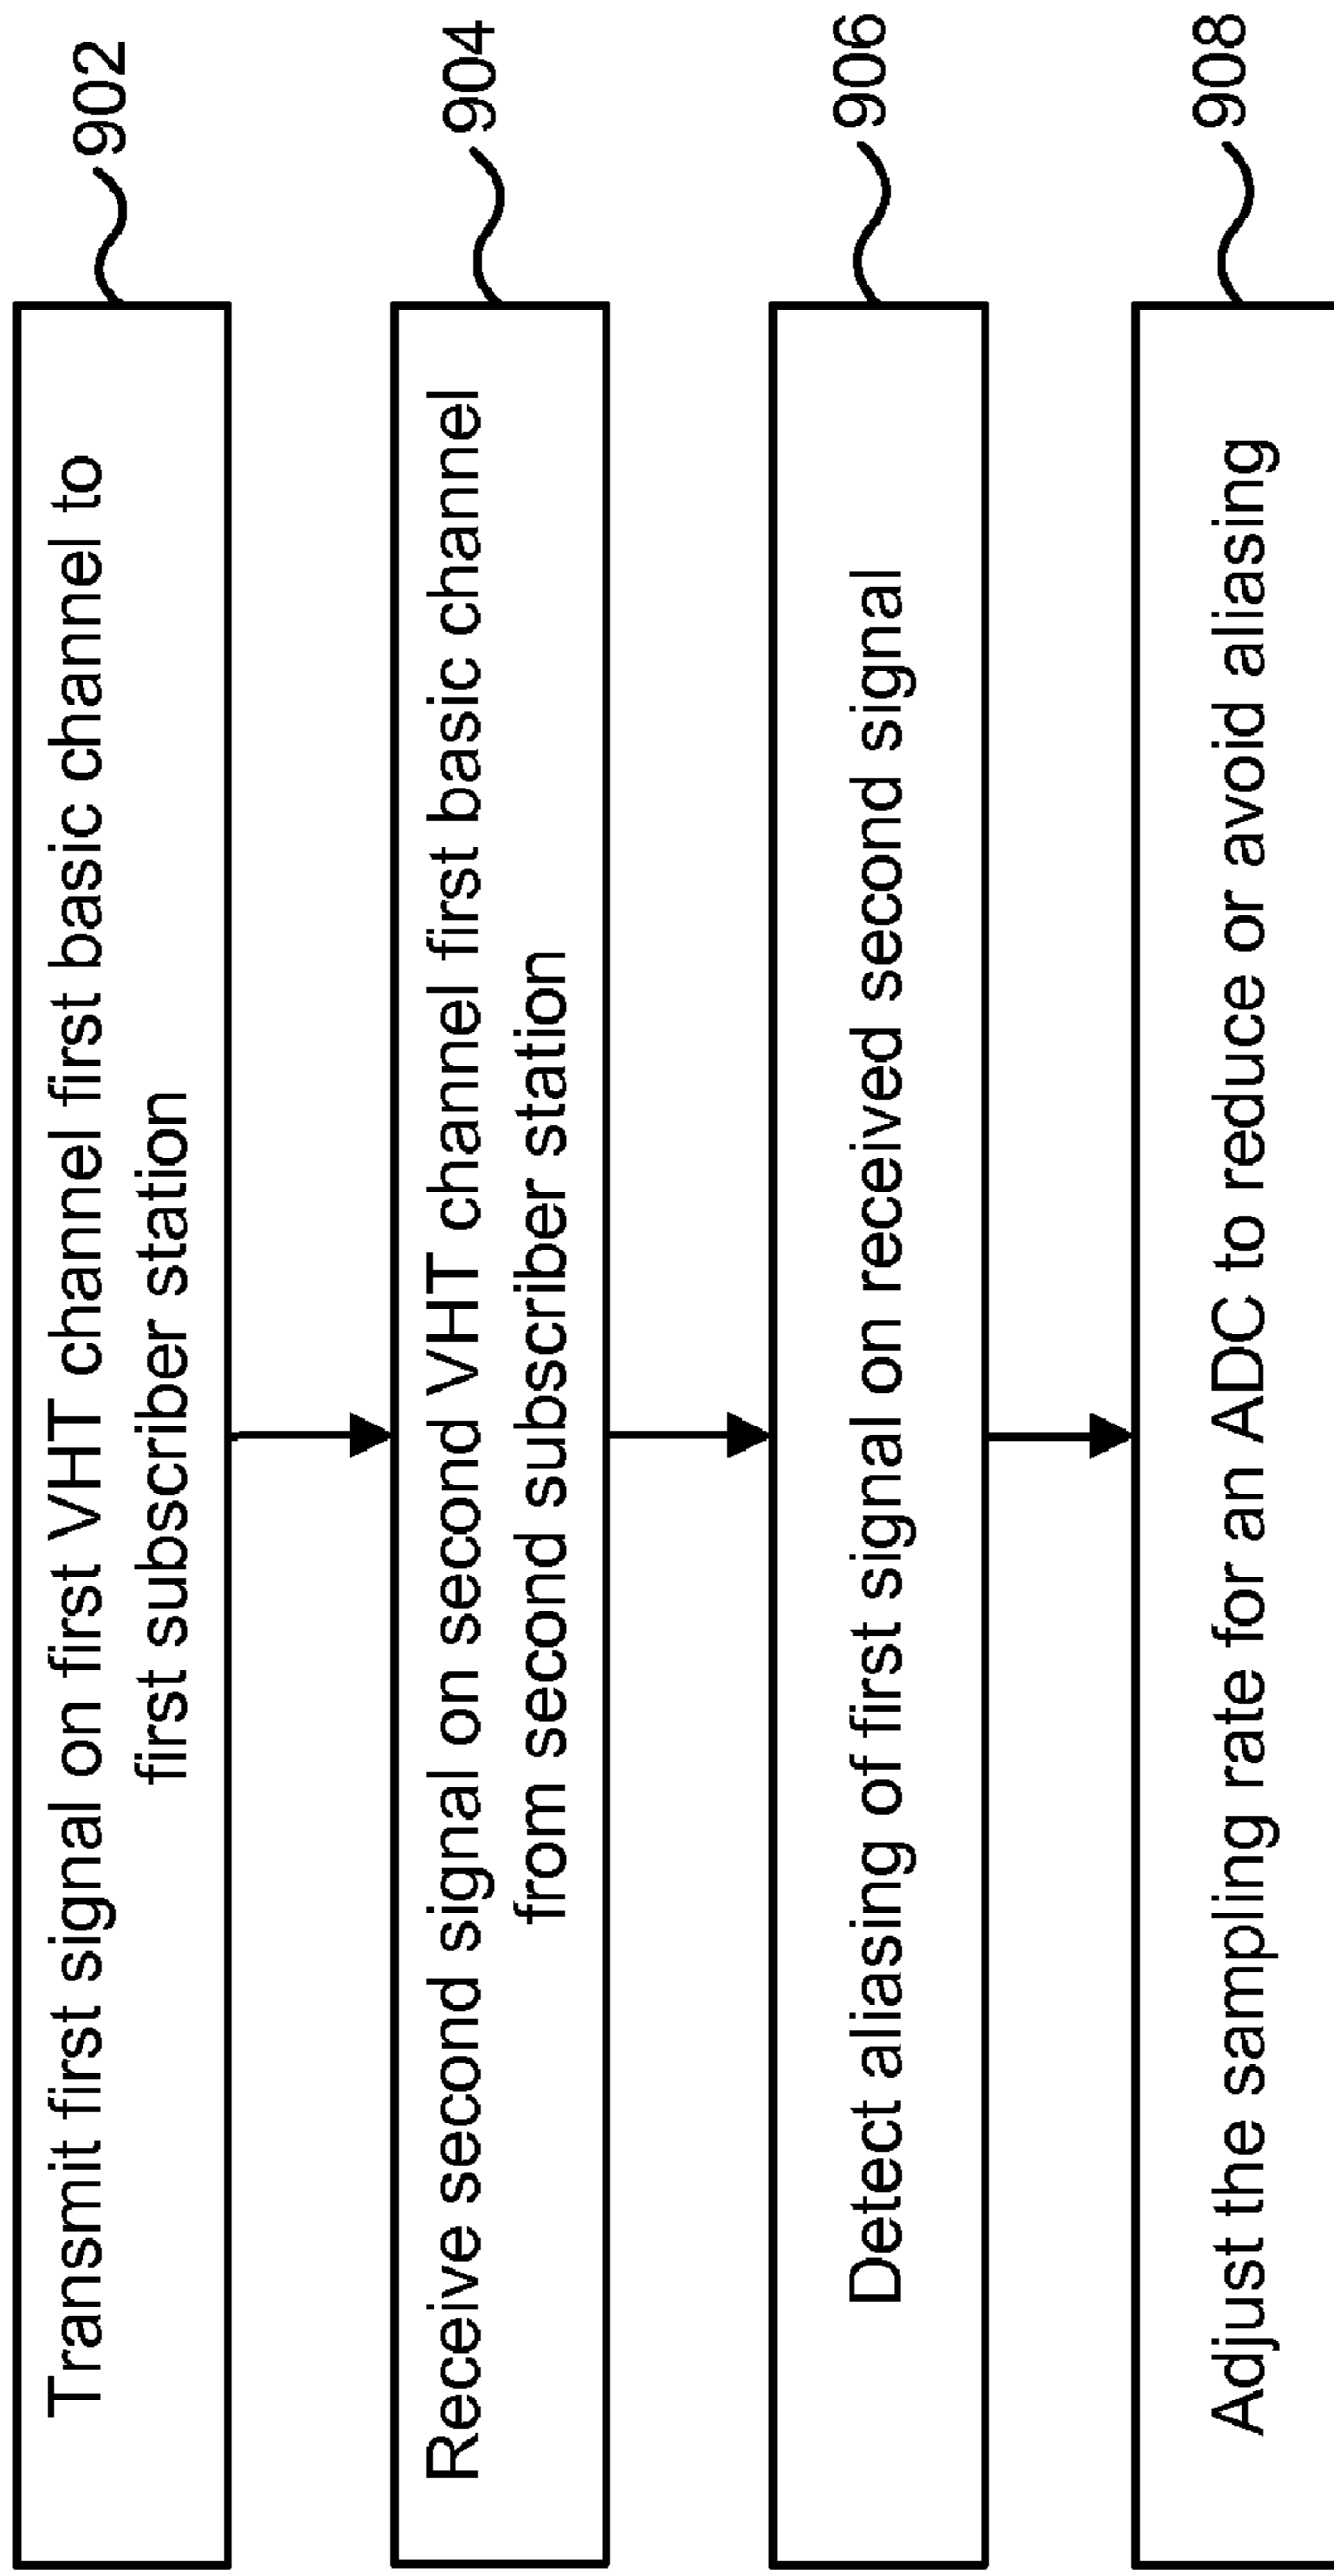 Transmit first signal on first VHT channel first basic channel to
first subscriber station
902
Receive second signal on second VHT channel first basic channel
from second subscriber station
904
Detect aliasing of first signal on received second signal
906
Adjust the sampling rate for an ADC to reduce or avoid aliasing
908